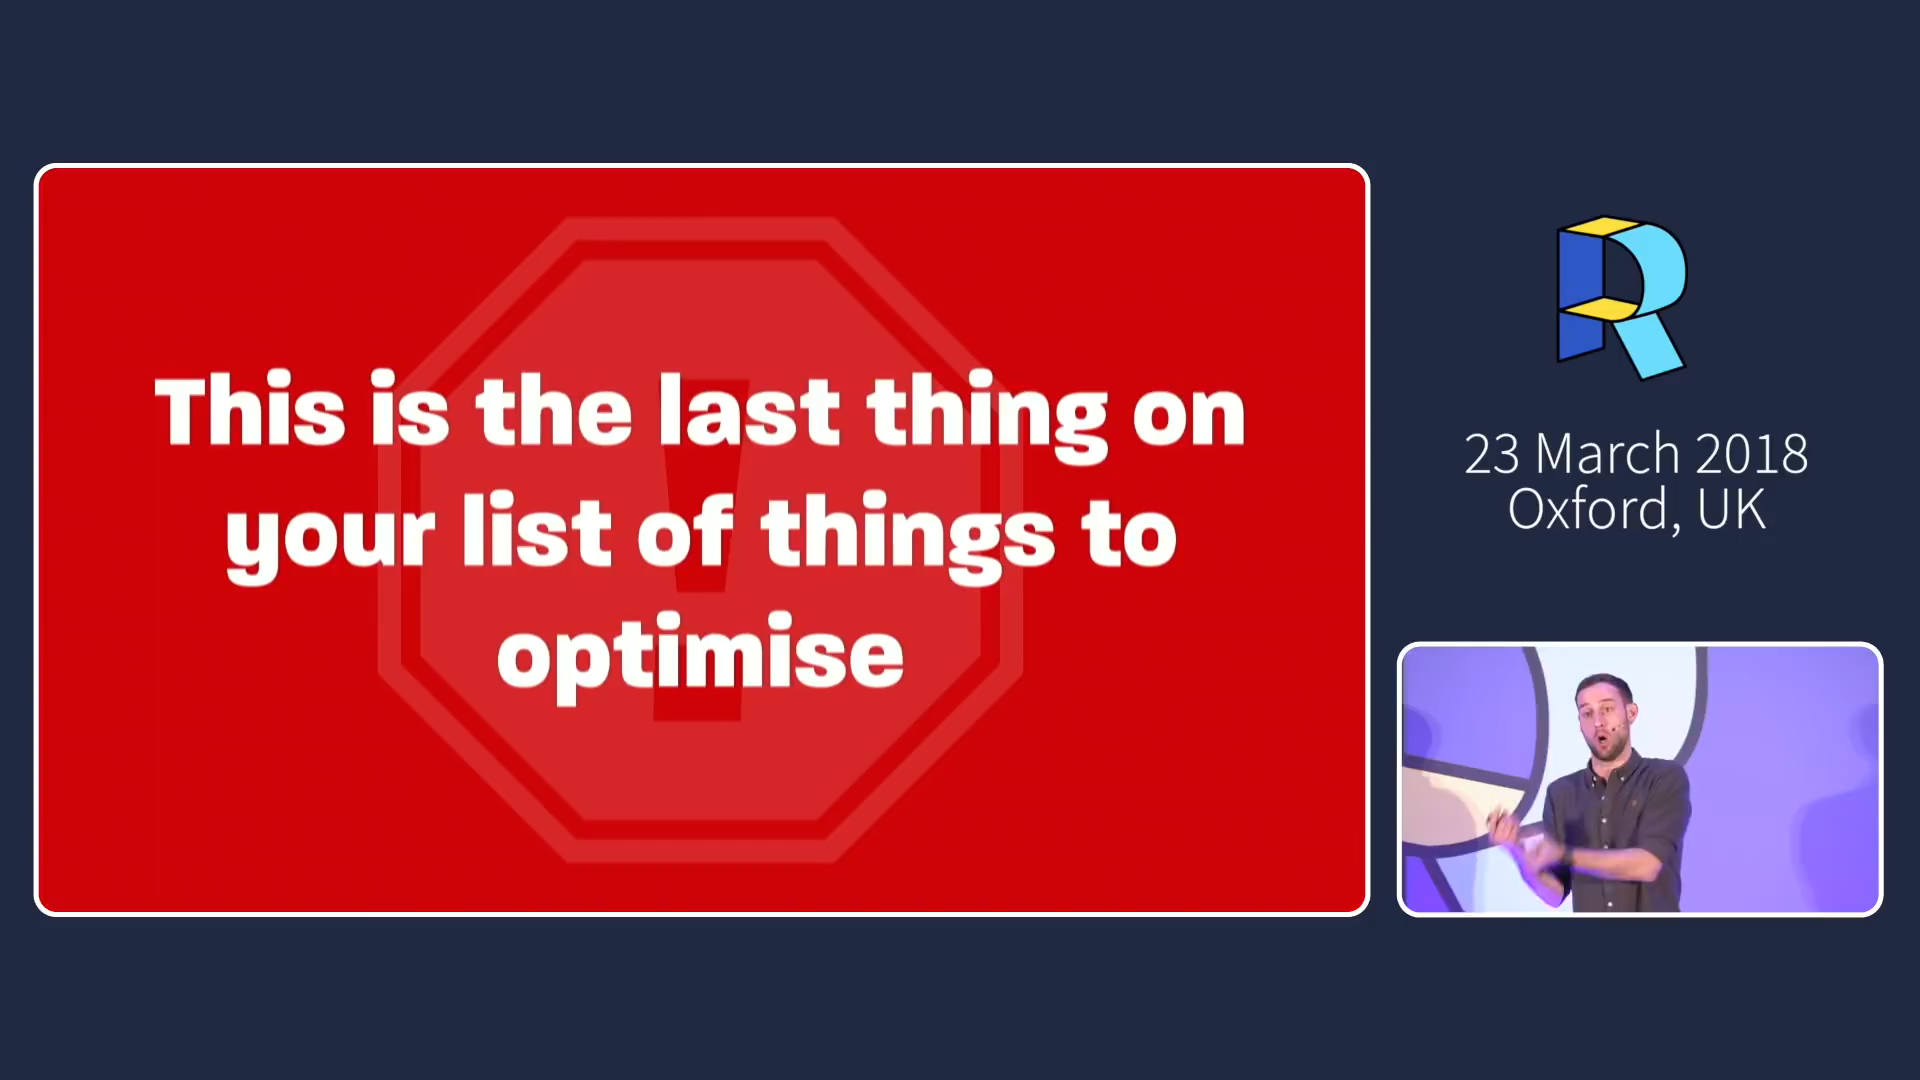 This is the last thing on
your list of things to
optimise
23 March 2018
Oxford, UK